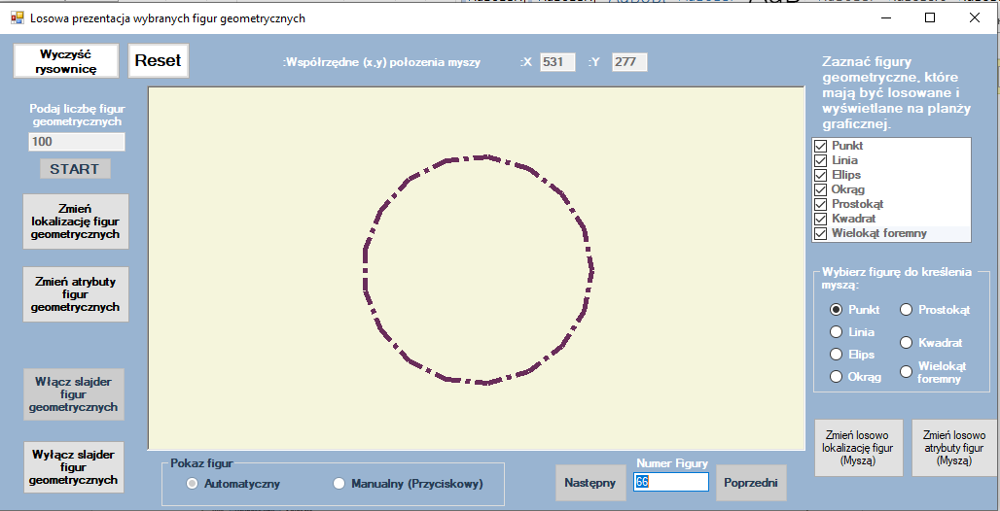 Losowa prezentacja wybranych figur geometrycznych
Wyczyść
rysownicę
Reset
:Współrzędne (x,y) położenia myszy
:X 531
:Y 277
Podaj liczbę figur
geometrycznych
100
START
Zmień
lokalizację figur
geometrycznych
Zmień atrybuty
figur
geometrycznych
Włącz slajder
figur
geometrycznych
Wyłącz slajder
figur
geometrycznych
Zaznać figury
geometryczne, które
mają być losowane i
wyświetlane na planży
graficznej.
Punkt
Linia
Ellips
Okrąg
Prostokąt
Kwadrat
Wielokąt foremny
Wybierz figurę do kreślenia
myszą:
Punkt
Linia
Elips
Okrąg
Prostokąt
Kwadrat
Wielokąt
foremny
Zmień losowo
lokalizację figur
(Myszą)
Zmień losowo
atrybuty figur
(Myszą)
Pokaz figur
Automatyczny
Manualny (Przyciskowy)
Następny
Numer Figury
66
Poprzedni